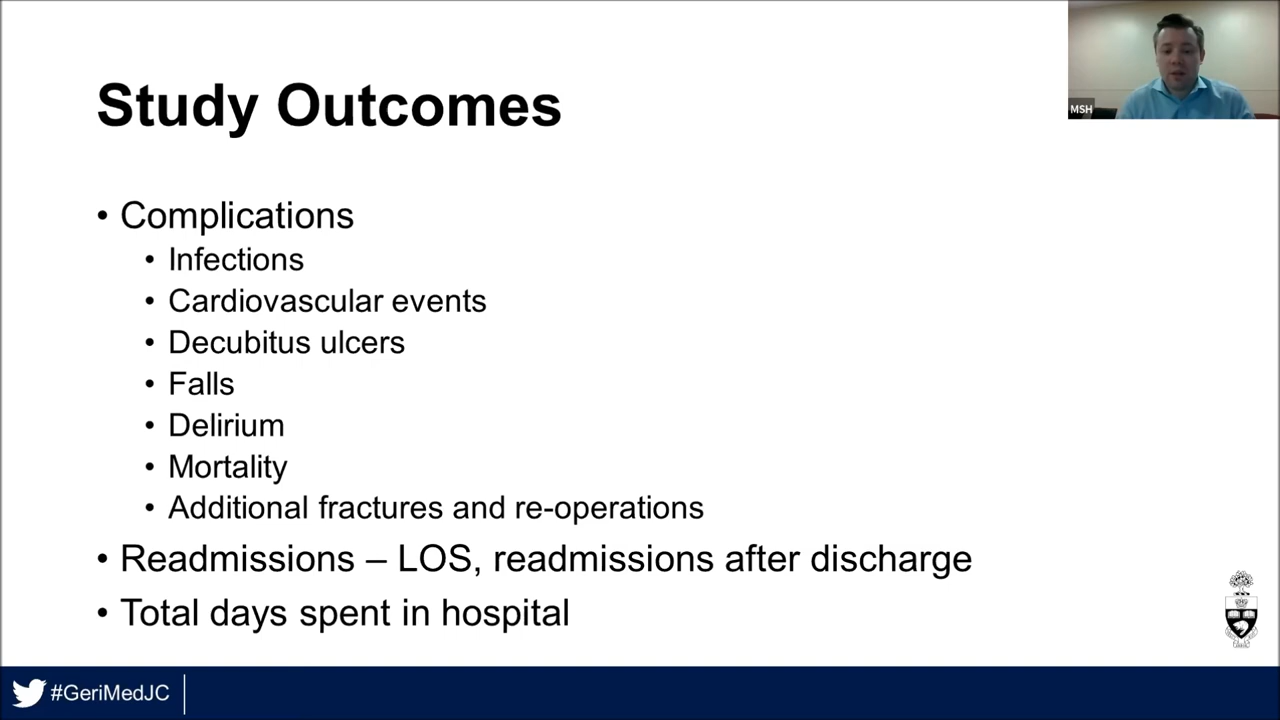 MSH
Study Outcomes
• Complications
• Infections
• Cardiovascular events
• Decubitus ulcers
• Falls
• Delirium
• Mortality
• Additional fractures and re-operations
• Readmissions – LOS, readmissions after discharge
• Total days spent in hospital
#GeriMedJC